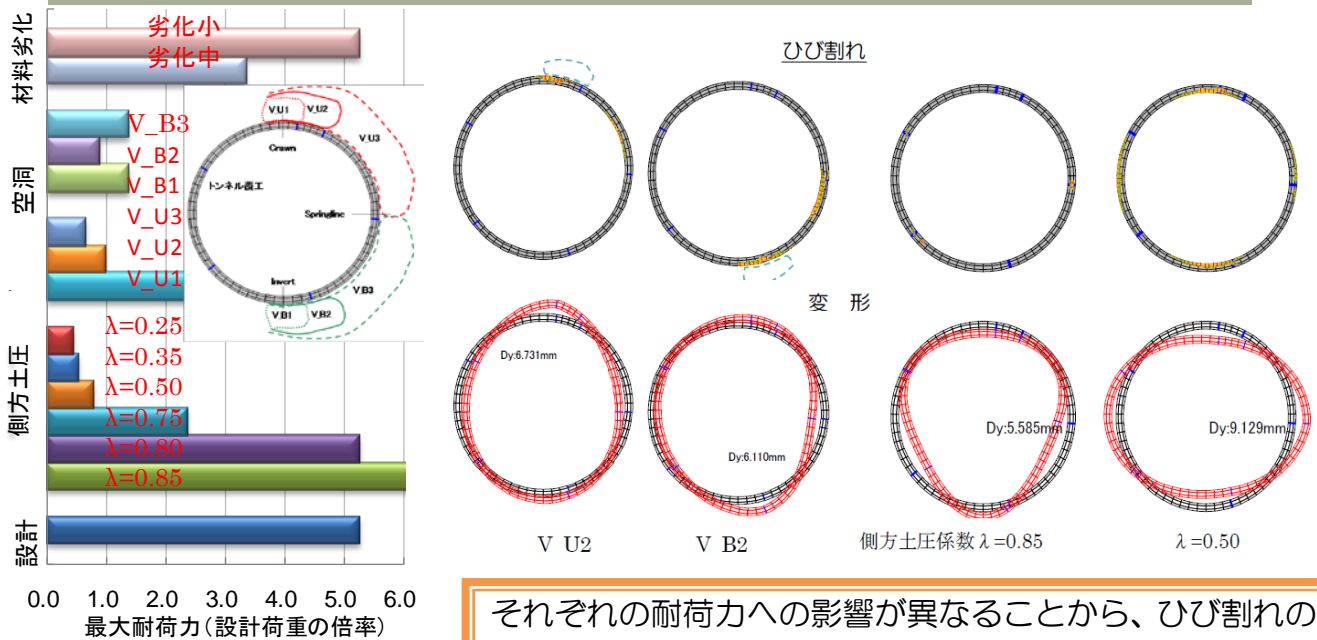 材料劣化
劣化小
劣化中
空洞
V_B3
V_B2
V_B1
V_U3
V_U2
V_U1
側方土圧
λ=0.25
λ=0.35
λ=0.50
λ=0.75
λ=0.80
λ=0.85
設計
0.0 1.0 2.0 3.0 4.0 5.0 6.0
最大耐荷力(設計荷重の倍率)
V_U1 V_U2
V_U3
Crawn
トンネル覆工
Springline
Invert
V_B3
V_B1 V_B2
ひび割れ
変 形
Dy:6.731mm
Dy:6.110mm
Dy:5.585mm
Dy:9.129mm
V U2 V B2 側方土圧係数λ=0.85 λ=0.50
それぞれの耐荷力への影響が異なることから、ひび割れの